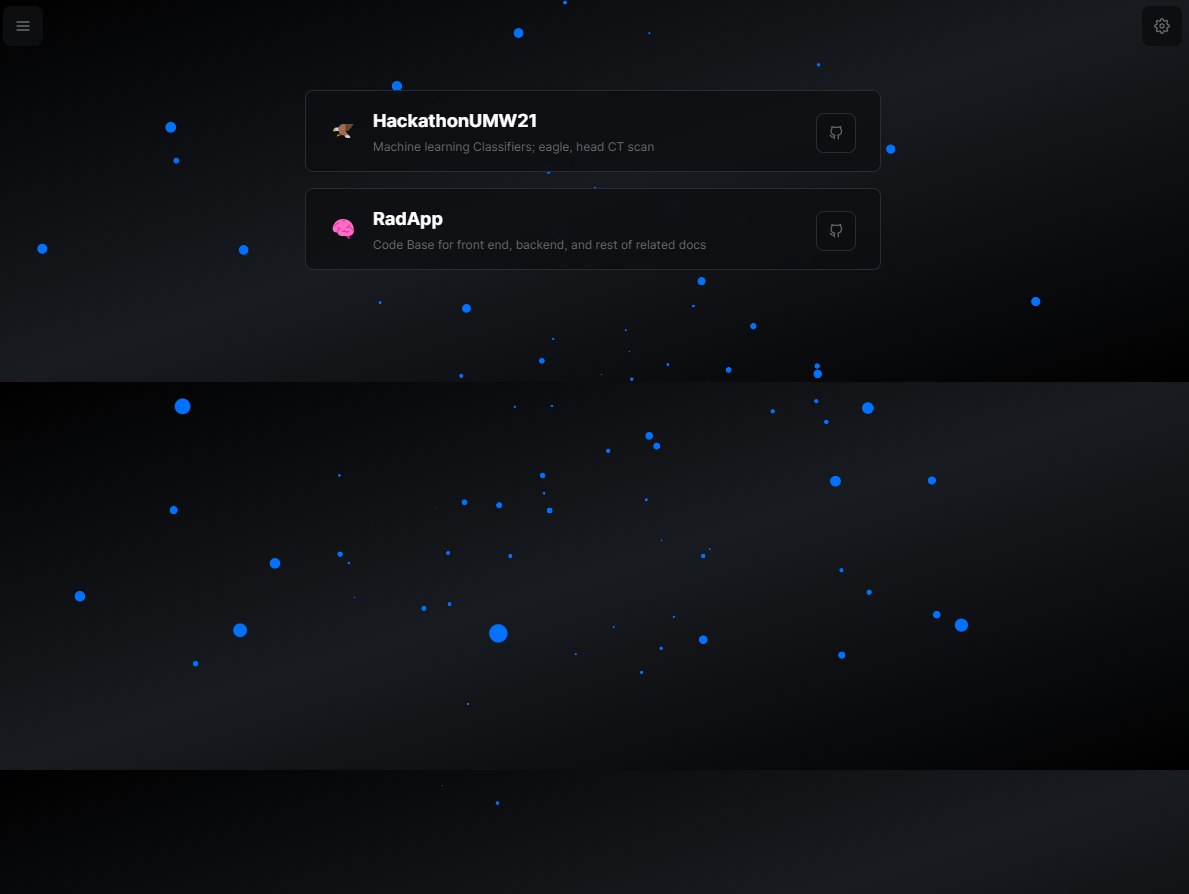 HackathonUMW21
Machine learning Classifiers; eagle, head CT scan
RadApp
Code Base for front end, backend, and rest of related docs